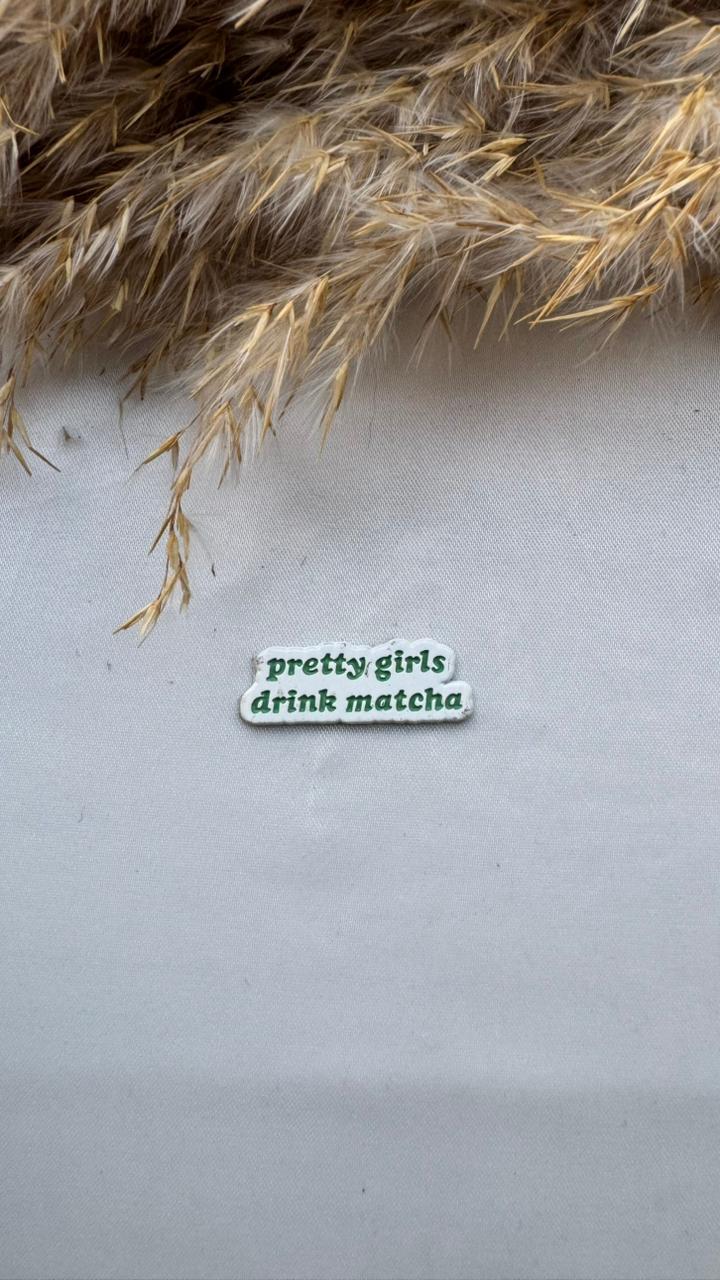 pretty girls
drink matcha